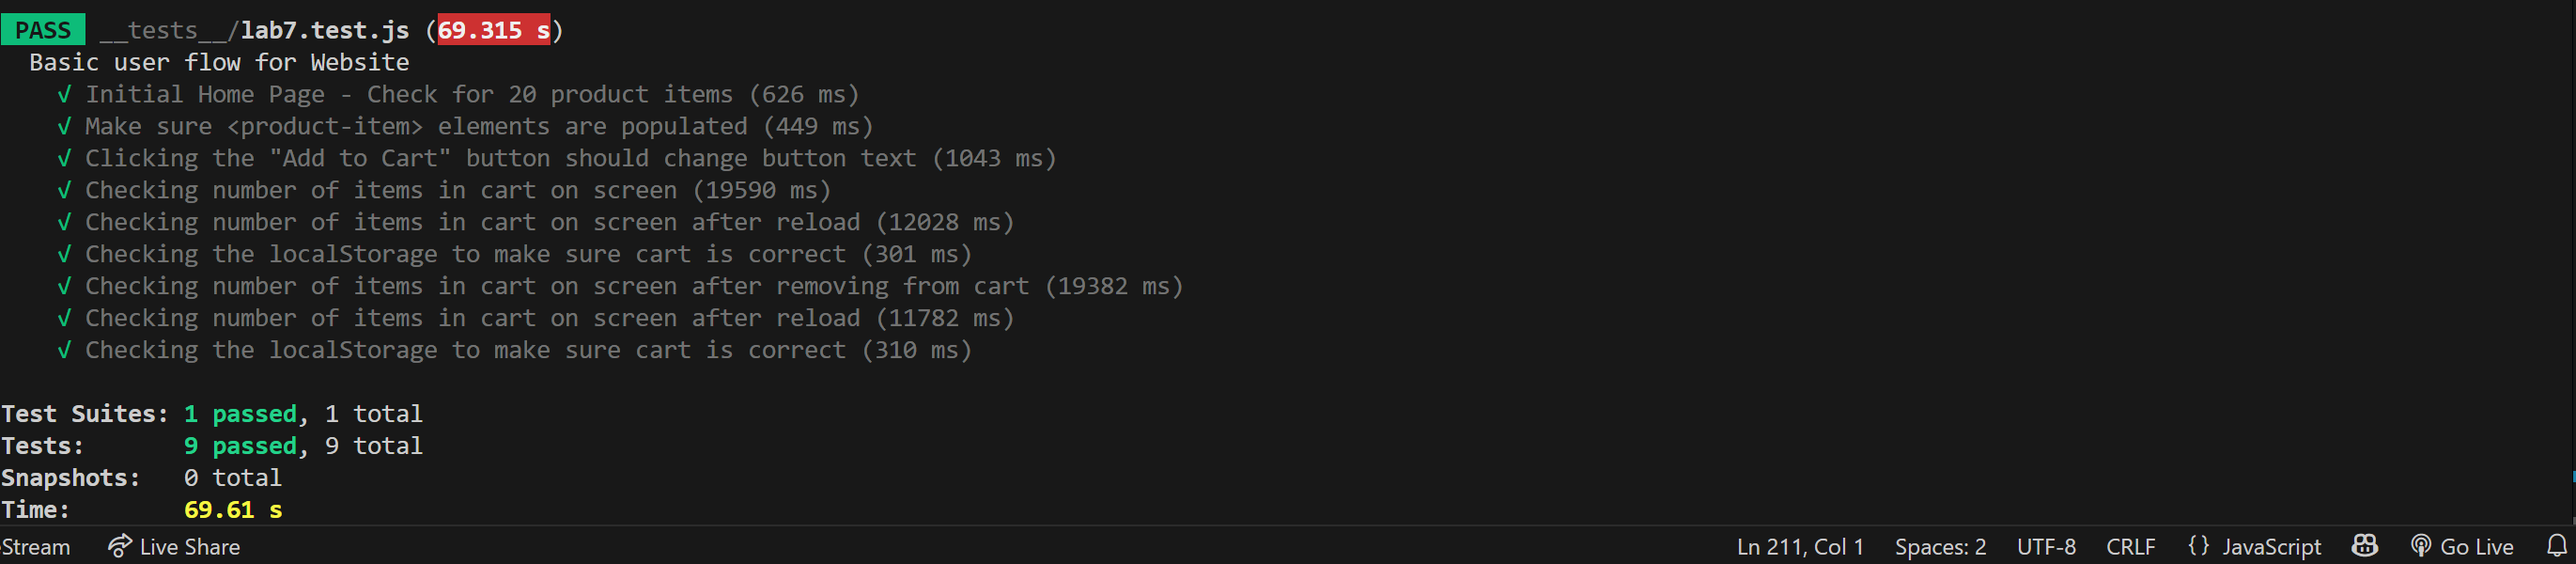 PASS __tests__/lab7.test.js (69.315 s)
Basic user flow for Website
√ Initial Home Page - Check for 20 product items (626 ms)
√ Make sure <product-item> elements are populated (449 ms)
√ Clicking the "Add to Cart" button should change button text (1043 ms)
√ Checking number of items in cart on screen (19590 ms)
√ Checking number of items in cart on screen after reload (12028 ms)
√ Checking the localStorage to make sure cart is correct (301 ms)
√ Checking number of items in cart on screen after removing from cart (19382 ms)
√ Checking number of items in cart on screen after reload (11782 ms)
√ Checking the localStorage to make sure cart is correct (310 ms)
Test Suites: 1 passed, 1 total
Tests: 9 passed, 9 total
Snapshots: 0 total
Time: 69.61 s
Stream Live Share Ln 211, Col 1 Spaces: 2 UTF-8 CRLF {} JavaScript Go Live